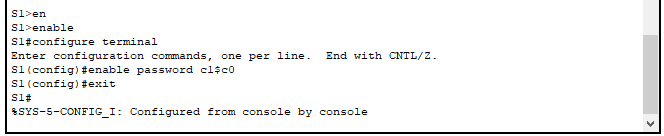 S1>en
S1>enable
S1#configure terminal
Enter configuration commands, one per line.  End with CNTL/Z.
S1(config)#enable password c1$c0
S1(config)#exit
S1#
%SYS-5-CONFIG_I: Configured from console by console